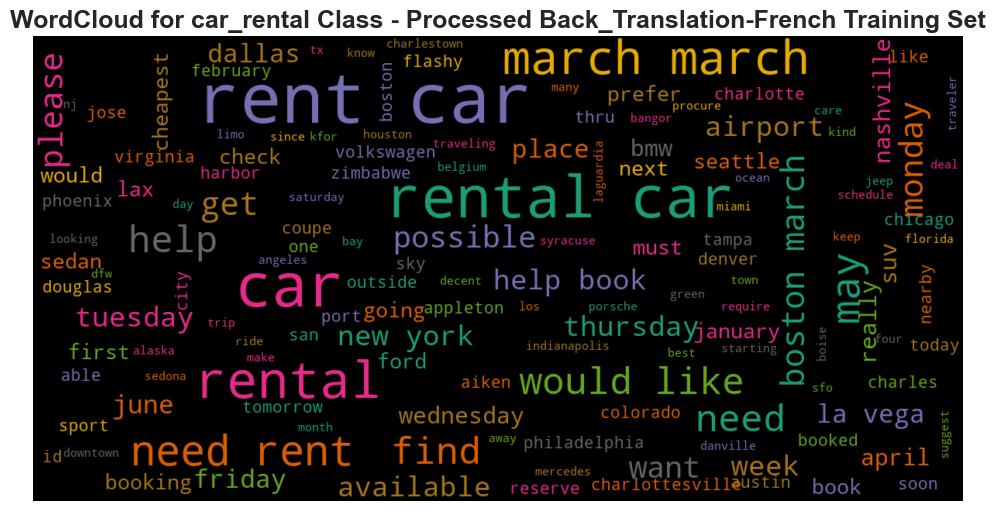 WordCloud for car_rental Class - Processed Back_Translation-French Training Set
please
nj
jose
cheapest
dallas
february
tx
know
charlestown
flashy
boston
march march
many
prefer
procure
charlotte
nashville
like
traveler
rent car
limo
since
kfor
houston
thru
bangor
airport
care
kind
monday
deal
virginia
check
volkswagen
traveling
place
bmw
seattle
would
lax
harbor
zimbabwe
belgium
laguardia
next
ocean
jeep
schedule
phoenix
day
get
saturday
rental car
miami
boston march
chicago
looking
help
coupe
one
bay
possible
syracuse
must
tampa
keep
florida
sedan
dfw
douglas
city
angeles
sky
outside
decent
help book
denver
town
may
suv
nearby
car
tuesday
trip
port
going
appleton
los
porsche
green
require
really
first
alaska
ride
san
new york
thursday
january
boise
four
today
able
sedona
make
rental
ford
indianapolis
best
starting
aiken
would like
sfo
charles
june
tomorrow
month
wednesday
colorado
need
la vega
sport
suggest
id
downtown
need rent
find
away
philadelphia
danville
booked
april
booking
friday
available
mercedes
reserve
want
charlottesville
week
austin
book
soon